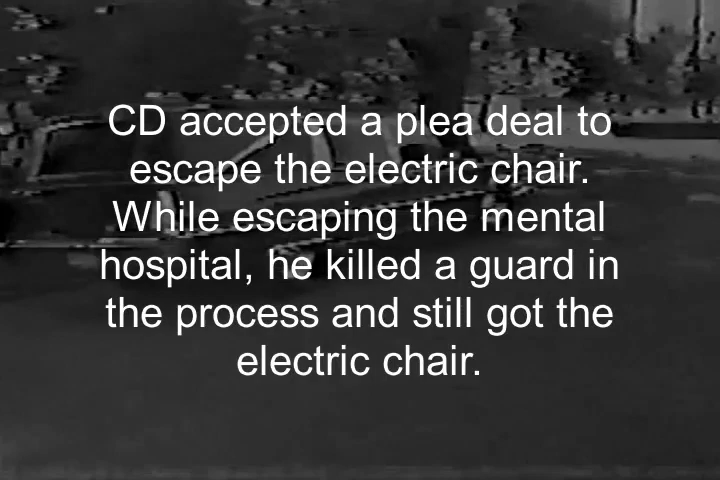 CD accepted a plea deal to
escape the electric chair.
While escaping the mental
hospital, he killed a guard in
the process and still got the
electric chair.